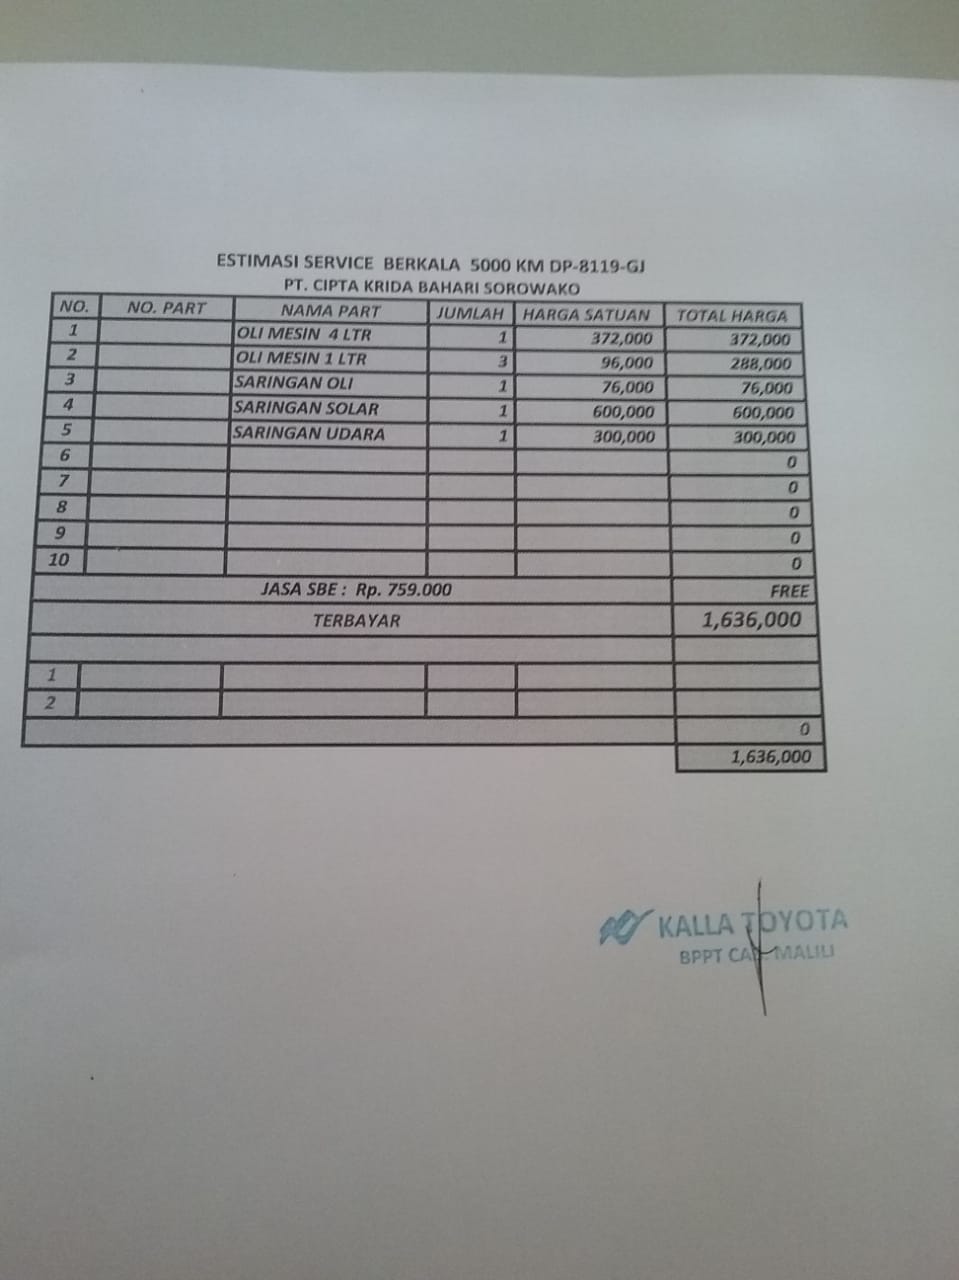 ESTIMASI SERVICE BERKALA 5000 KM DP-8119-GJ
PT. CIPTA KRIDA BAHARI SOROWAKO
NO. NO. PART NAMA PART JUMLAH HARGA SATUAN TOTAL HARGA
1 OLI MESIN 4 LTR 1 372,000 372,000
2 OLI MESIN 1 LTR 3 96,000 288,000
3 SARINGAN OLI 1 76,000 76,000
4 SARINGAN SOLAR 1 600,000 600,000
5 SARINGAN UDARA 1 300,000 300,000
6 0
7 0
8 0
9 0
10 0
JASA SBE : Rp. 759.000 FREE
TERBAYAR 1,636,000
1
2
0
1,636,000
KALLA TOYOTA
BPPT MALILI